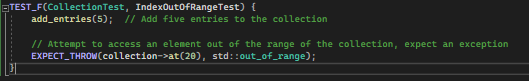 TEST_F(CollectionTest, IndexOutOfRangeTest) {
    add_entries(5);  // Add five entries to the collection

    // Attempt to access an element out of the range of the collection, expect an exception
    EXPECT_THROW(collection->at(20), std::out_of_range);
}